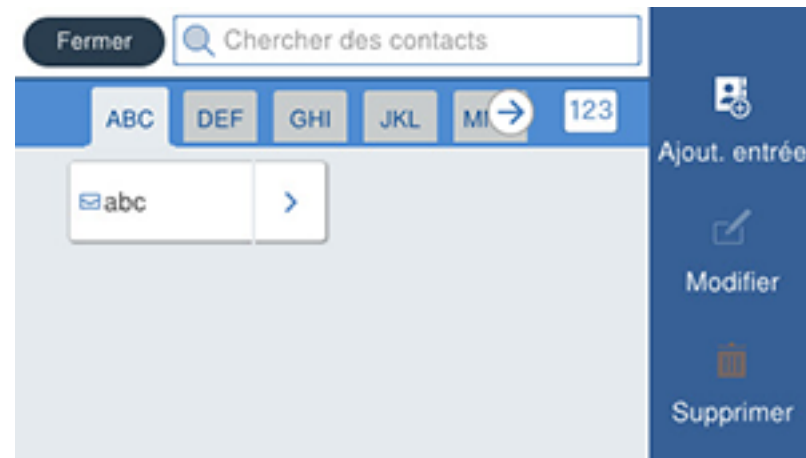 Fermer
Chercher des contacts
ABC DEF GHI JKL 123
abc
Ajout. entrée
Modifier
Supprimer